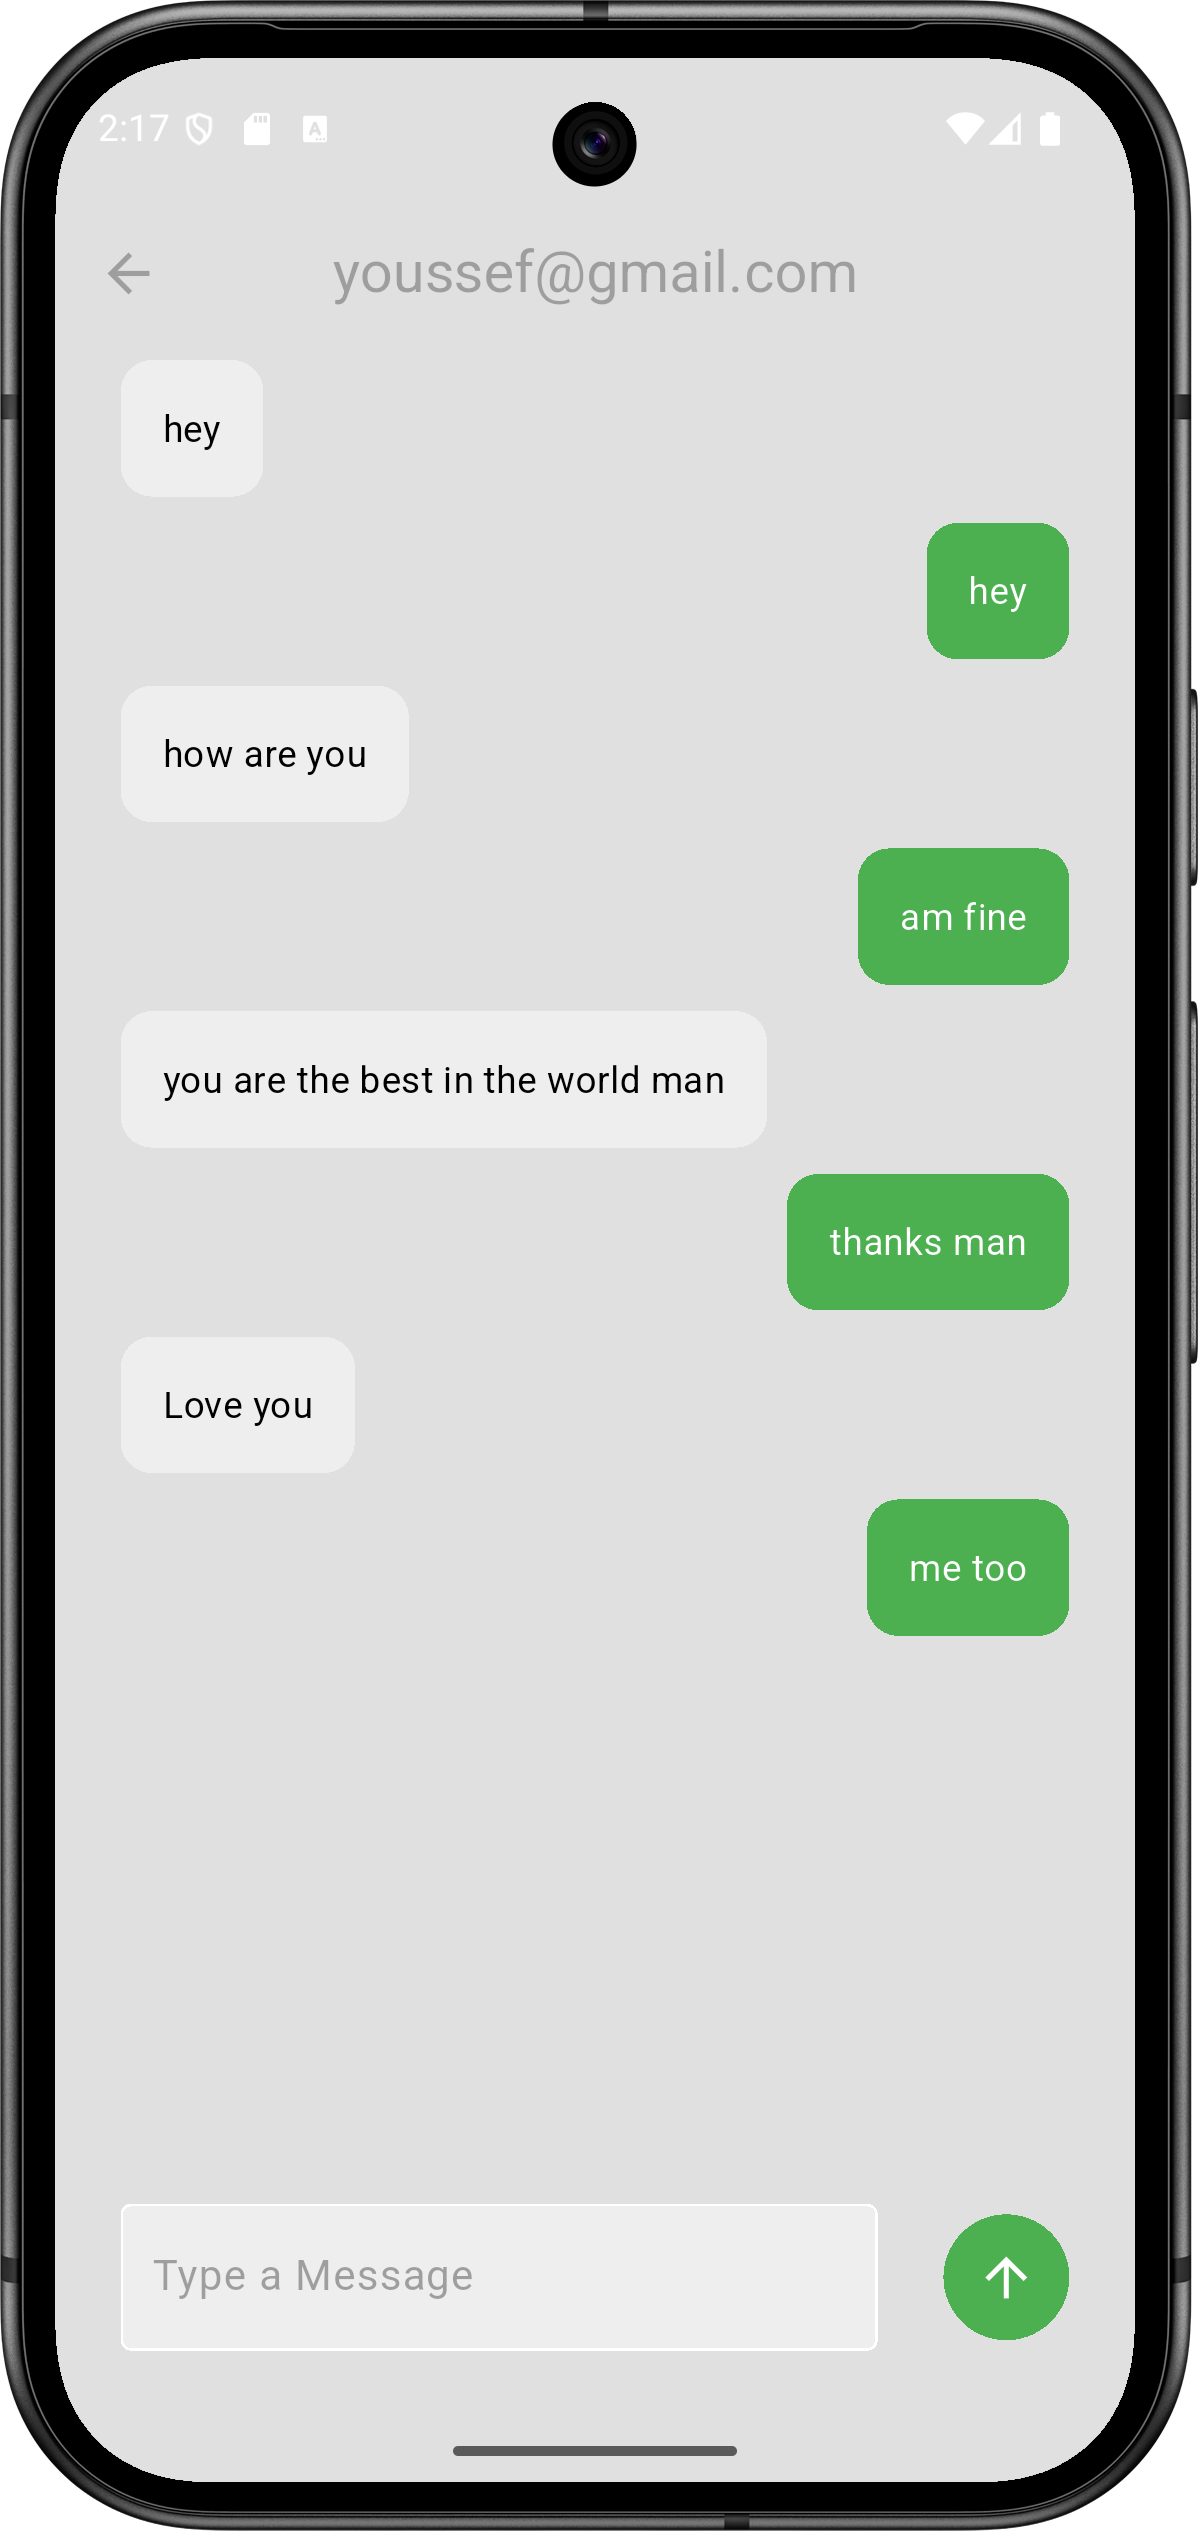 2:17
youssef@gmail.com
hey
hey
how are you
am fine
you are the best in the world man
thanks man
Love you
me too
Type a Message